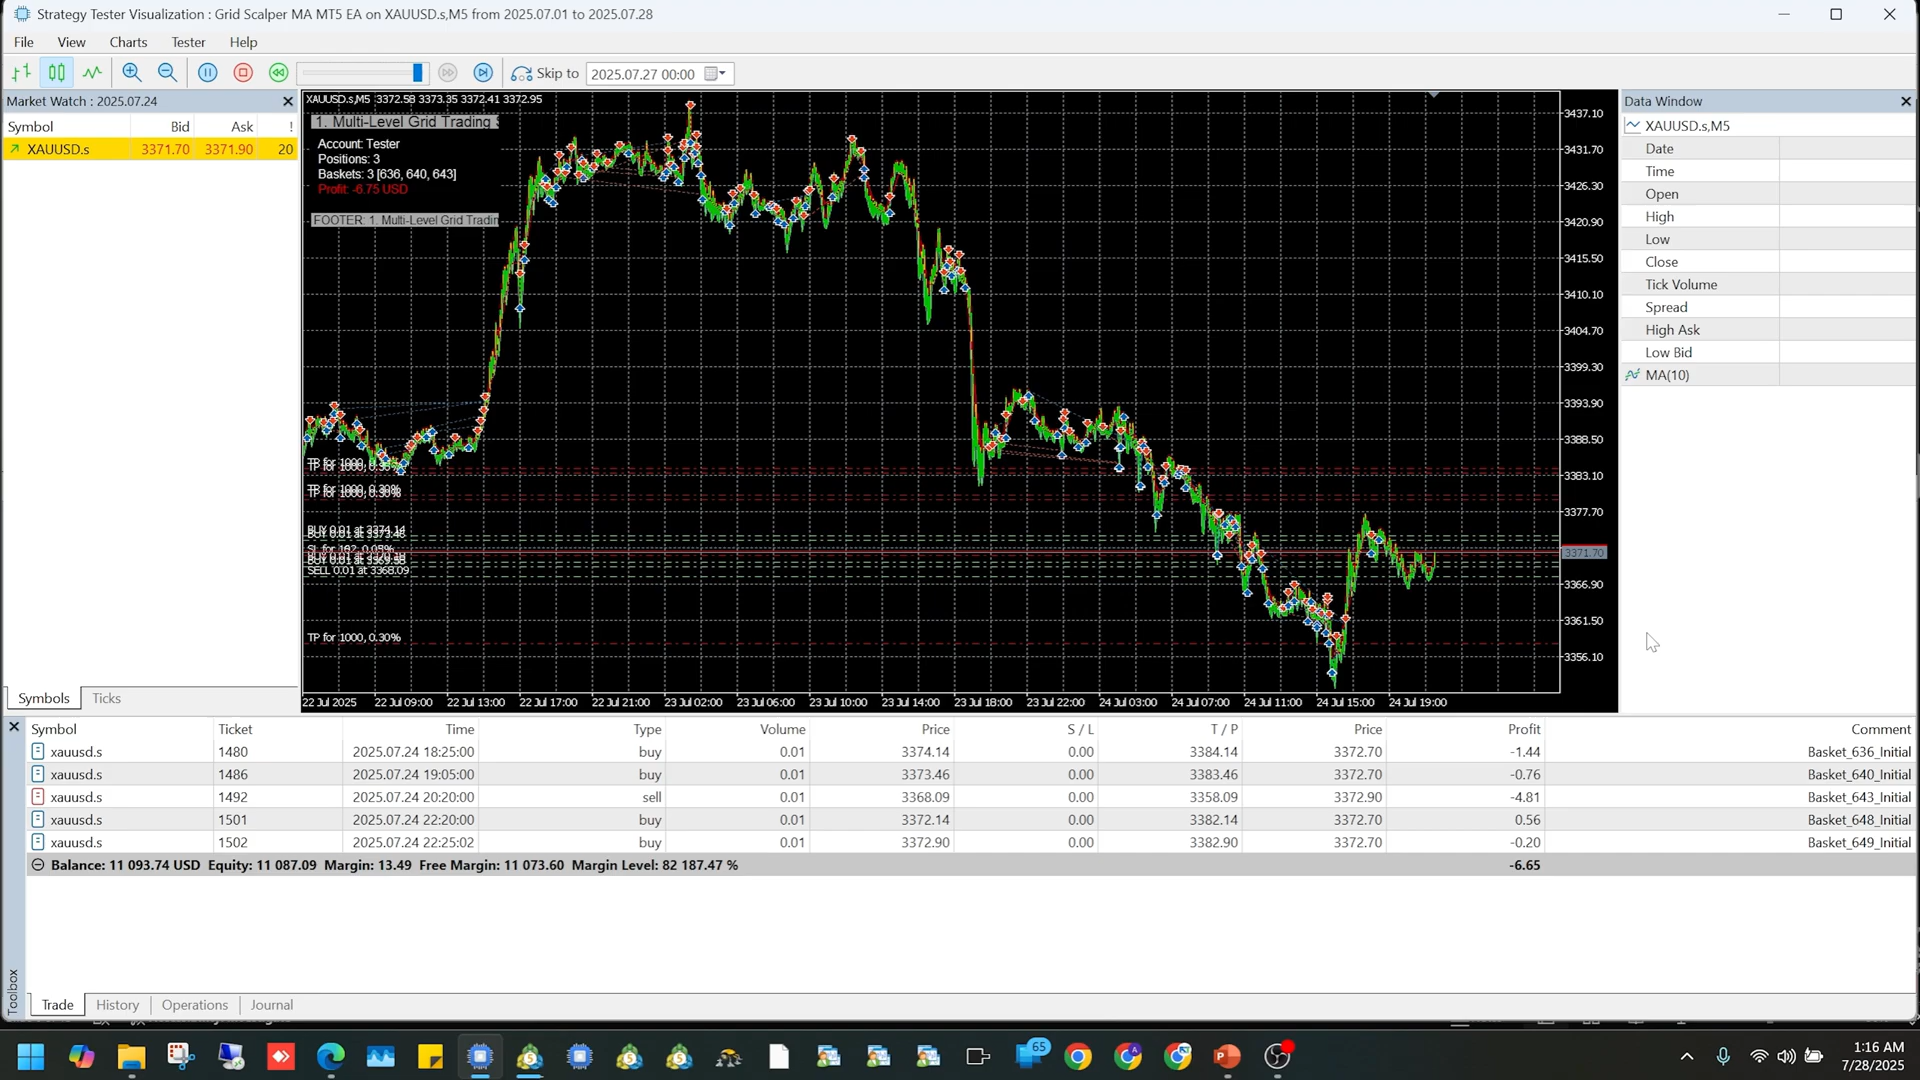 Strategy Tester Visualization : Grid Scalper MA MT5 EA on XAUUSD.s,M5 from 2025.07.01 to 2025.07.28
File View Charts Tester Help
Skip to 2025.07.27 00:00
Market Watch : 2025.07.24
Symbol Bid Ask !
XAUUSD.s 3371.70 3371.90 20
Symbols Ticks
XAUUSD.s,M5 3372.58 3373.35 3372.41 3372.95
1. Multi-Level Grid Trading
Account: Tester
Positions: 3
Baskets: 3 [636, 640, 643]
Profit: -6.75 USD
FOOTER: 1. Multi-Level Grid Tradin
TP for 1000, 0.30%
BUY 0.01 at 3374.14
BUY 0.01 at 3373.46
SELL 0.01 at 3368.09
TP for 1000, 0.30%
3437.10
3431.70
3426.30
3420.90
3415.50
3410.10
3404.70
3399.30
3393.90
3388.50
3383.10
3377.70
3371.70
3366.90
3361.50
3356.10
22 Jul 2025 22 Jul 09:00 22 Jul 13:00 22 Jul 17:00 22 Jul 21:00 23 Jul 02:00 23 Jul 06:00 23 Jul 10:00 23 Jul 14:00 23 Jul 18:00 23 Jul 22:00 24 Jul 03:00 24 Jul 07:00 24 Jul 11:00 24 Jul 15:00 24 Jul 19:00
Data Window
XAUUSD.s,M5
Date
Time
Open
High
Low
Close
Tick Volume
Spread
High Ask
Low Bid
MA(10)
Symbol Ticket Time Type Volume Price S / L T / P Price Profit Comment
xauusd.s 1480 2025.07.24 18:25:00 buy 0.01 3374.14 0.00 3384.14 3372.70 -1.44 Basket_636_Initial
xauusd.s 1486 2025.07.24 19:05:00 buy 0.01 3373.46 0.00 3383.46 3372.70 -0.76 Basket_640_Initial
xauusd.s 1492 2025.07.24 20:20:00 sell 0.01 3368.09 0.00 3358.09 3372.90 -4.81 Basket_643_Initial
xauusd.s 1501 2025.07.24 22:20:00 buy 0.01 3372.14 0.00 3382.14 3372.70 0.56 Basket_648_Initial
xauusd.s 1502 2025.07.24 22:25:02 buy 0.01 3372.90 0.00 3382.90 3372.70 -0.20 Basket_649_Initial
Balance: 11 093.74 USD Equity: 11 087.09 Margin: 13.49 Free Margin: 11 073.60 Margin Level: 82 187.47 % -6.65
Toolbox
Trade History Operations Journal
65
1:16 AM
7/28/2025